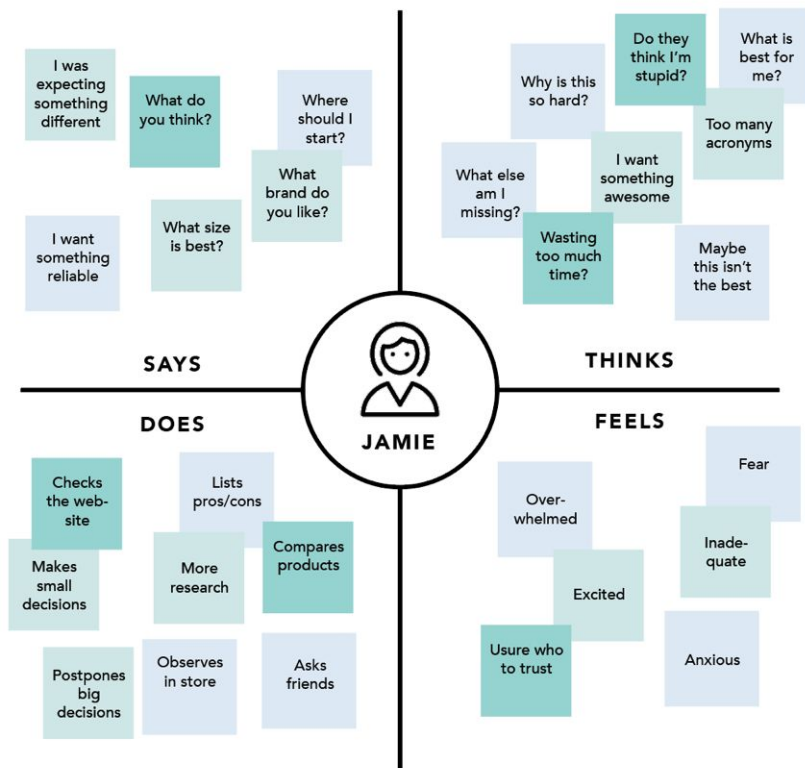 I was
expecting
something
different
What do
you think?
Where
should I
start?
What
brand do
you like?
What size
is best?
I want
something
reliable
SAYS
Do they
think I'm
stupid?
What is
best for
me?
Why is this
so hard?
Too many
acronyms
I want
something
awesome
What else
am I
missing?
Wasting
too much
time?
Maybe
this isn't
the best
THINKS
JAMIE
DOES
Checks
the web-
site
Lists
pros/cons
Compares
products
Makes
small
decisions
More
research
Postpones
big
decisions
Observes
in store
Asks
friends
FEELS
Fear
Over-
whelmed
Inade-
quate
Excited
Usure who
to trust
Anxious